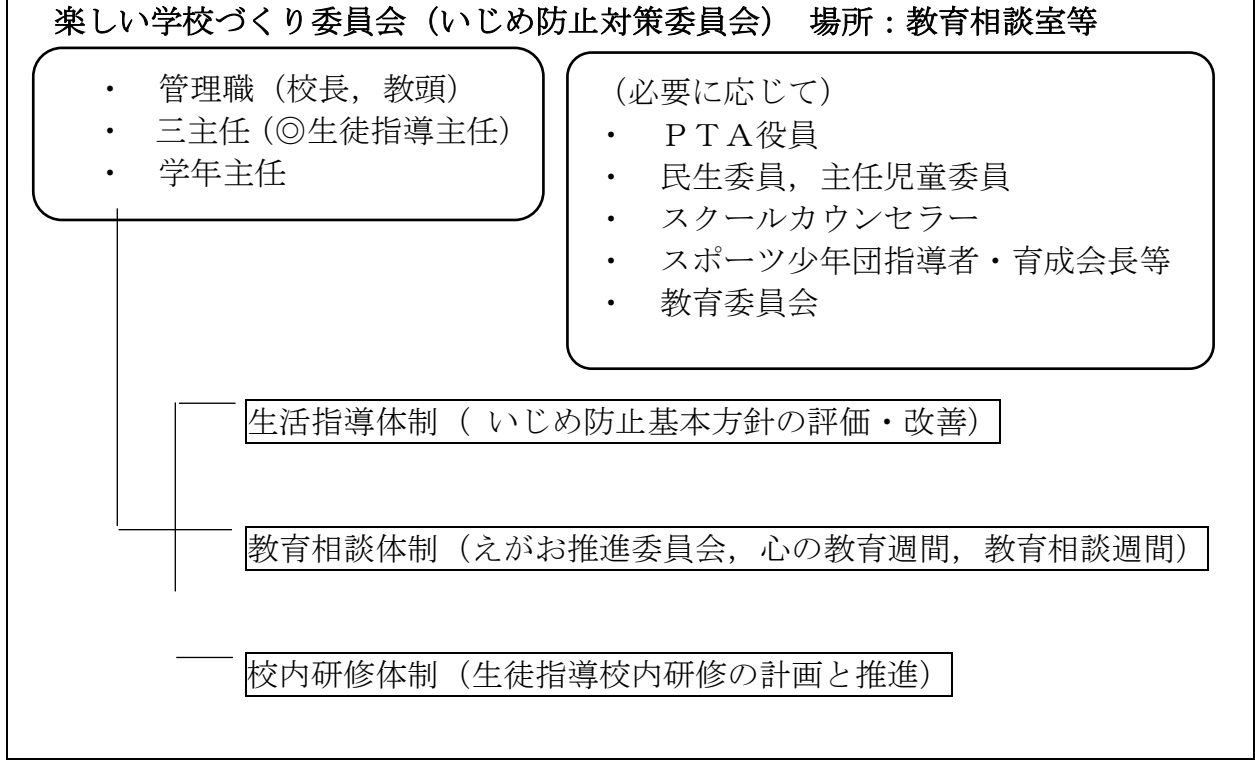 楽しい学校づくり委員会（いじめ防止対策委員会）　場所：教育相談室等
・　管理職（校長，教頭）
・　三主任（◎生徒指導主任）
・　学年主任
（必要に応じて）
・　ＰＴＡ役員
・　民生委員，主任児童委員
・　スクールカウンセラー
・　スポーツ少年団指導者・育成会長等
・　教育委員会
生活指導体制（ いじめ防止基本方針の評価・改善）
教育相談体制（えがお推進委員会，心の教育週間，教育相談週間）
校内研修体制（生徒指導校内研修の計画と推進）